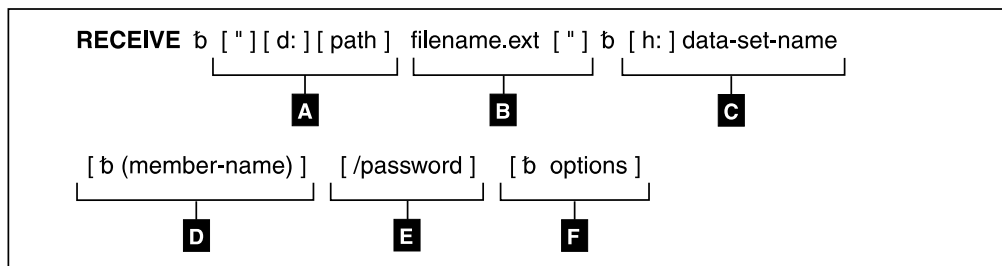 RECEIVE ƀ [ " ] [ d: ] [ path ] filename.ext [ " ] ƀ [ h: ] data-set-name
A B C
[ ƀ (member-name) ] [ /password ] [ ƀ options ]
D E F